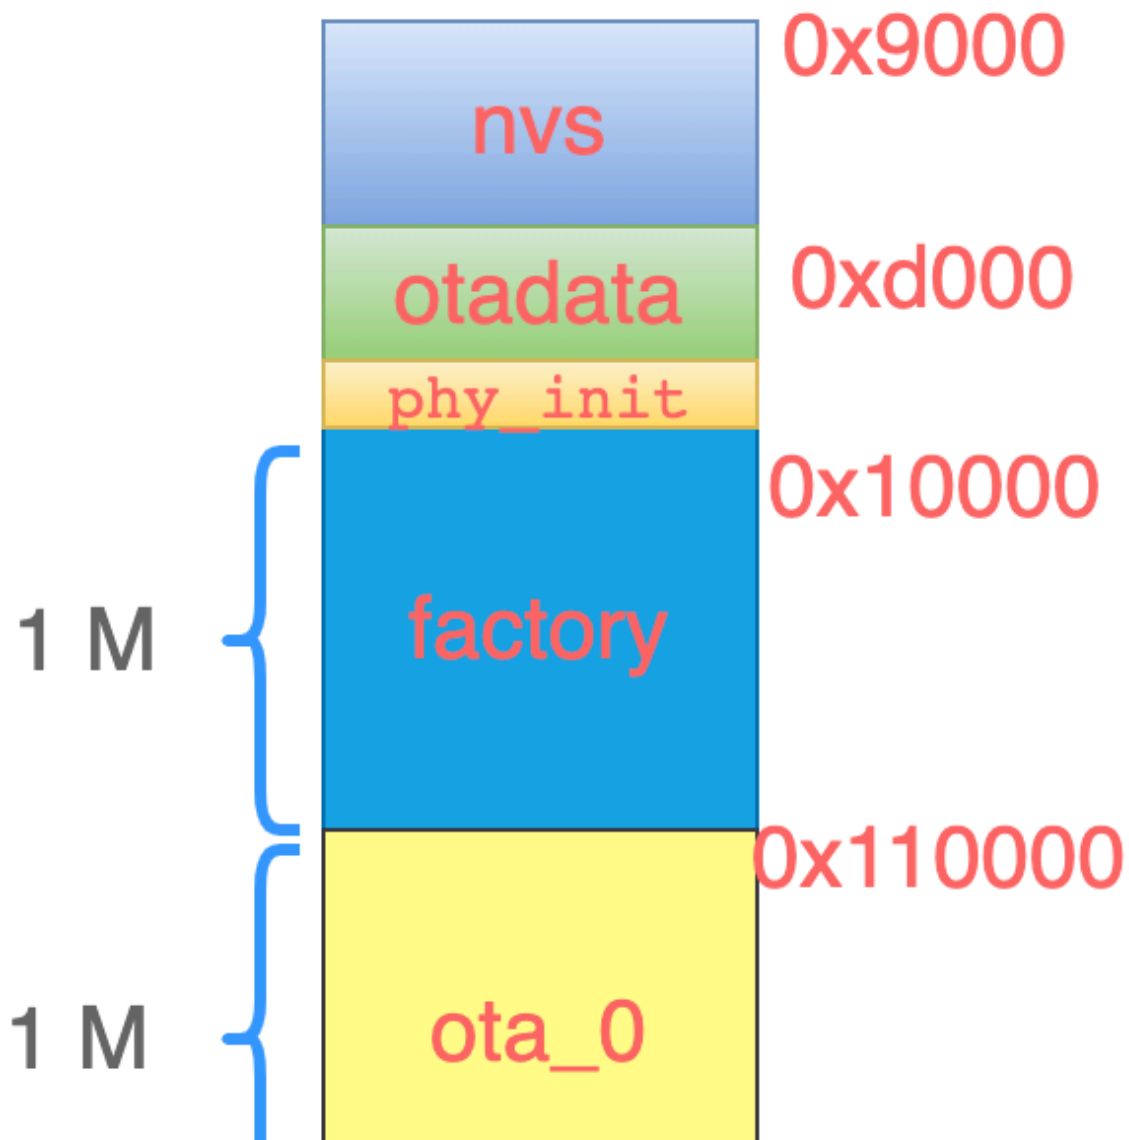 0x9000
nvs
otadata
0xd000
phy_init
0x10000
1 M
factory
0x110000
1 M
ota_0